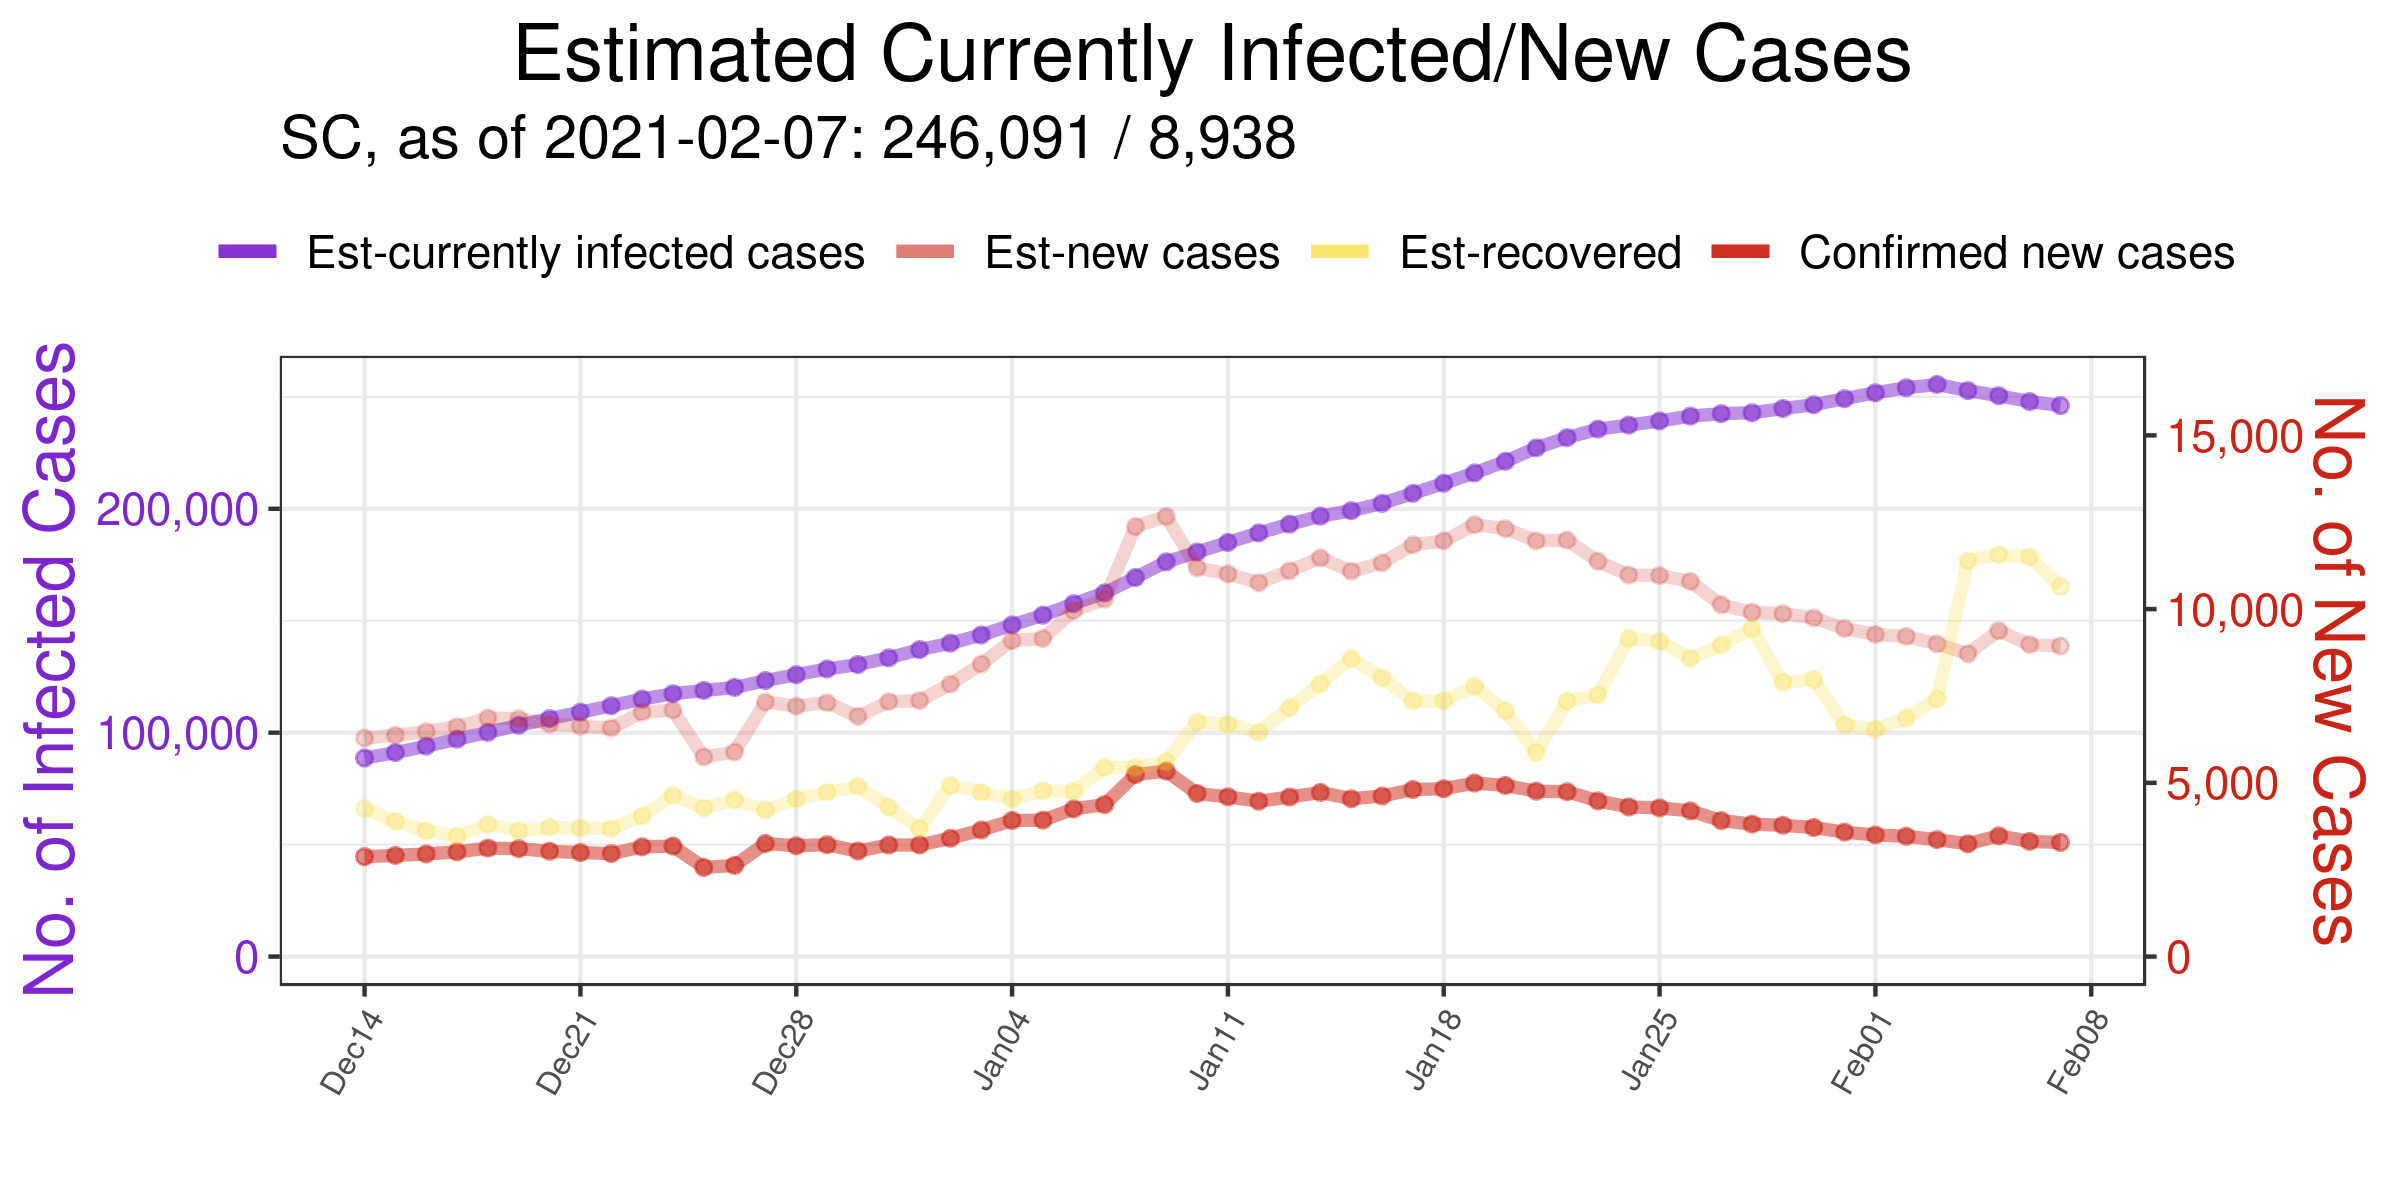 Estimated Currently Infected/New Cases
SC, as of 2021-02-07: 246,091 / 8,938
Est-currently infected cases Est-new cases Est-recovered Confirmed new cases
No. of Infected Cases
200,000
100,000
0
15,000
10,000
5,000
0
No. of New Cases
Dec14 Dec21 Dec28 Jan04 Jan11 Jan18 Jan25 Feb01 Feb08